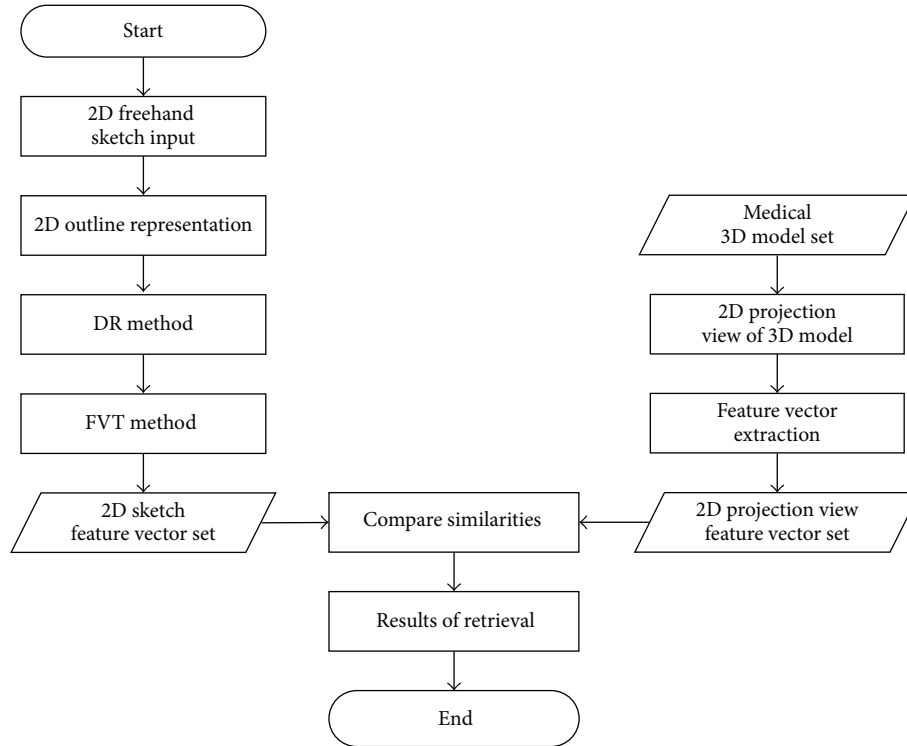 Start
2D freehand
sketch input
2D outline representation
DR method
FVT method
2D sketch
feature vector set
Medical
3D model set
2D projection
view of 3D model
Feature vector
extraction
2D projection view
feature vector set
Compare similarities
Results of retrieval
End